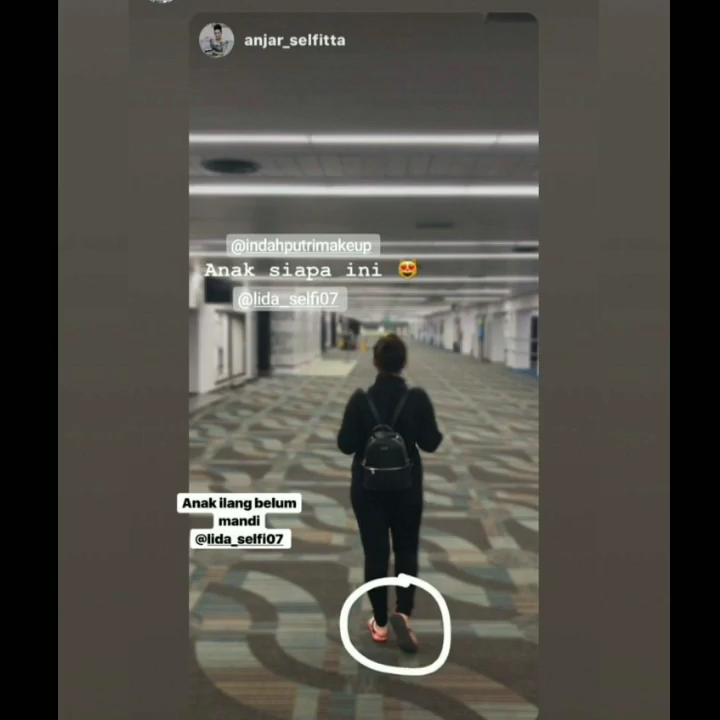 anjar_selfitta
@indahputrimakeup
Anak siapa ini 😍
@lida_selfi07
Anak ilang belum
mandi
@lida_selfi07